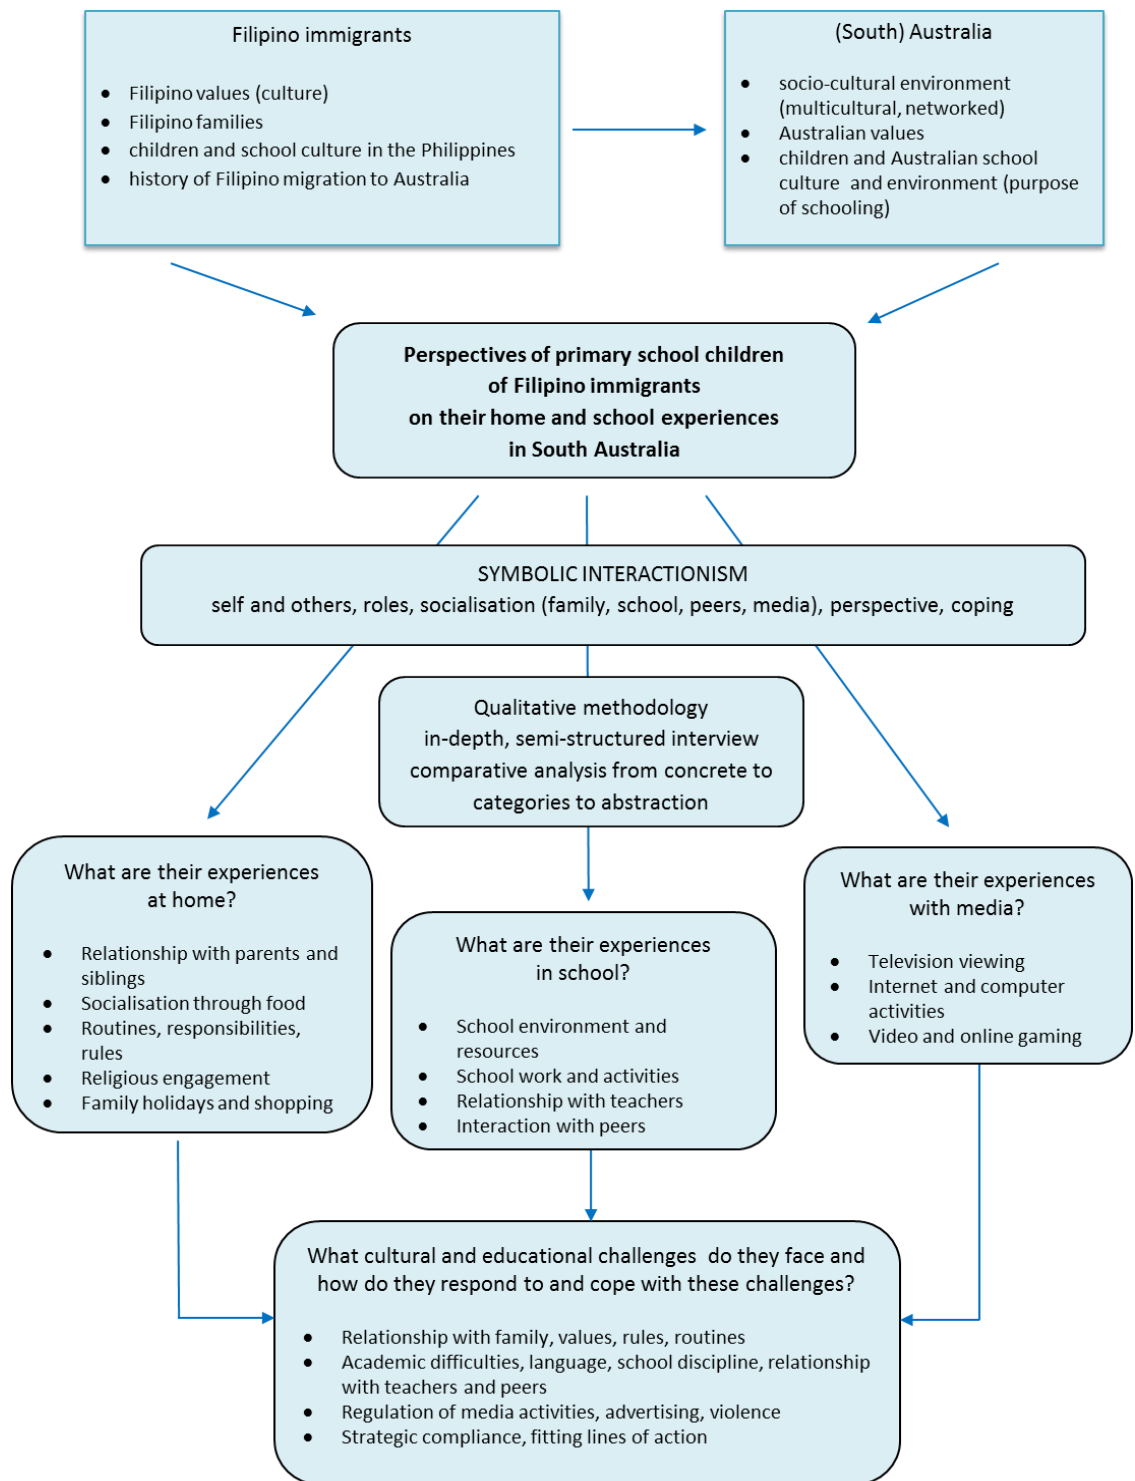 Filipino immigrants
• Filipino values (culture)
• Filipino families
• children and school culture in the Philippines
• history of Filipino migration to Australia
(South) Australia
• socio-cultural environment
(multicultural, networked)
• Australian values
• children and Australian school
culture and environment (purpose
of schooling)
Perspectives of primary school children
of Filipino immigrants
on their home and school experiences
in South Australia
SYMBOLIC INTERACTIONISM
self and others, roles, socialisation (family, school, peers, media), perspective, coping
Qualitative methodology
in-depth, semi-structured interview
comparative analysis from concrete to
categories to abstraction
What are their experiences
at home?
• Relationship with parents and
siblings
• Socialisation through food
• Routines, responsibilities,
rules
• Religious engagement
• Family holidays and shopping
What are their experiences
in school?
• School environment and
resources
• School work and activities
• Relationship with teachers
• Interaction with peers
What are their experiences
with media?
• Television viewing
• Internet and computer
activities
• Video and online gaming
What cultural and educational challenges do they face and
how do they respond to and cope with these challenges?
• Relationship with family, values, rules, routines
• Academic difficulties, language, school discipline, relationship
with teachers and peers
• Regulation of media activities, advertising, violence
• Strategic compliance, fitting lines of action